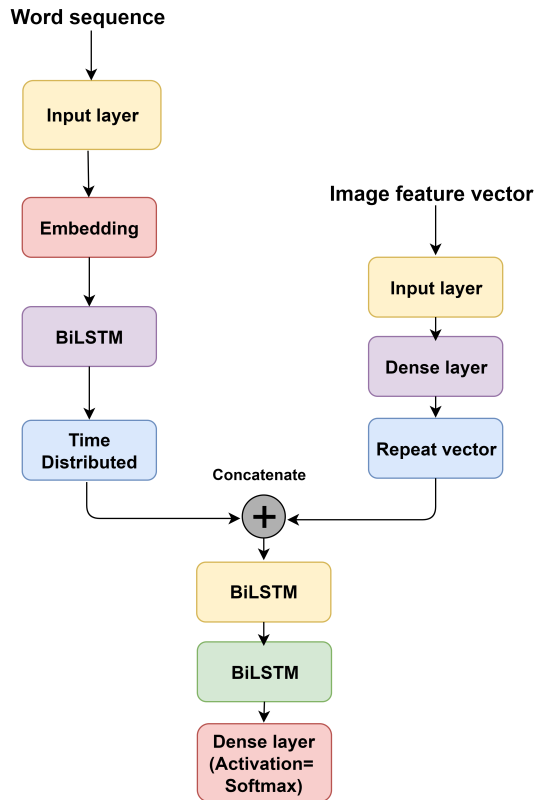 Word sequence
Input layer
Embedding
BiLSTM
Time
Distributed
Image feature vector
Input layer
Dense layer
Repeat vector
Concatenate
+
BiLSTM
BiLSTM
Dense layer
(Activation=
Softmax)